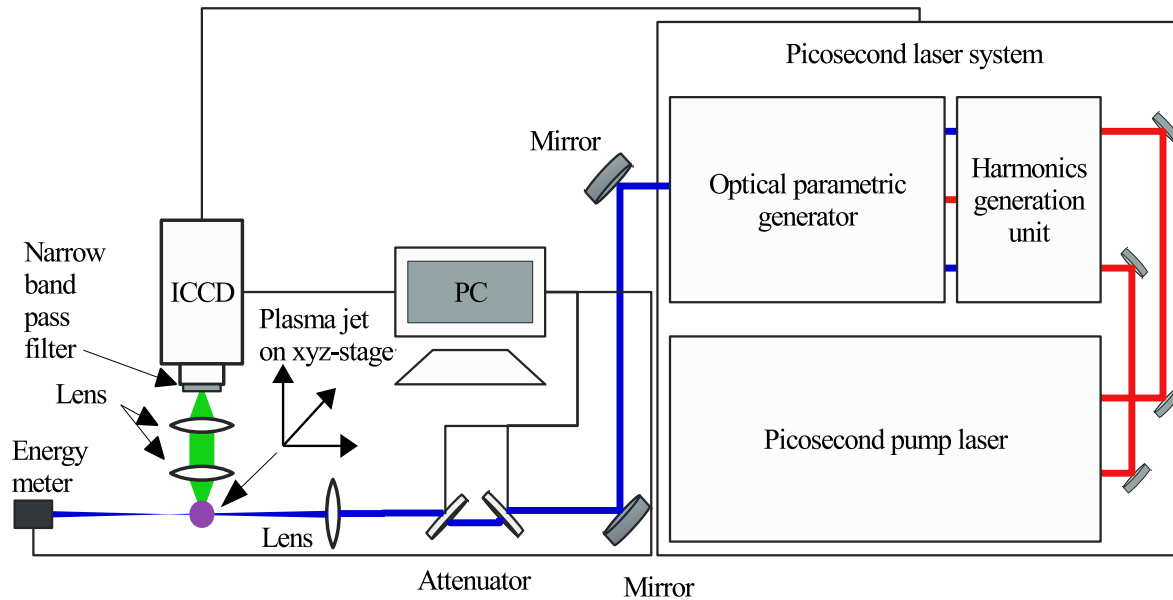 Picosecond laser system
Mirror
Optical parametric
generator
Harmonics
generation
unit
Narrow
band
pass
filter
ICCD
PC
Plasma jet
on xyz-stage
Lens
Picosecond pump laser
Energy
meter
Lens
Attenuator
Mirror